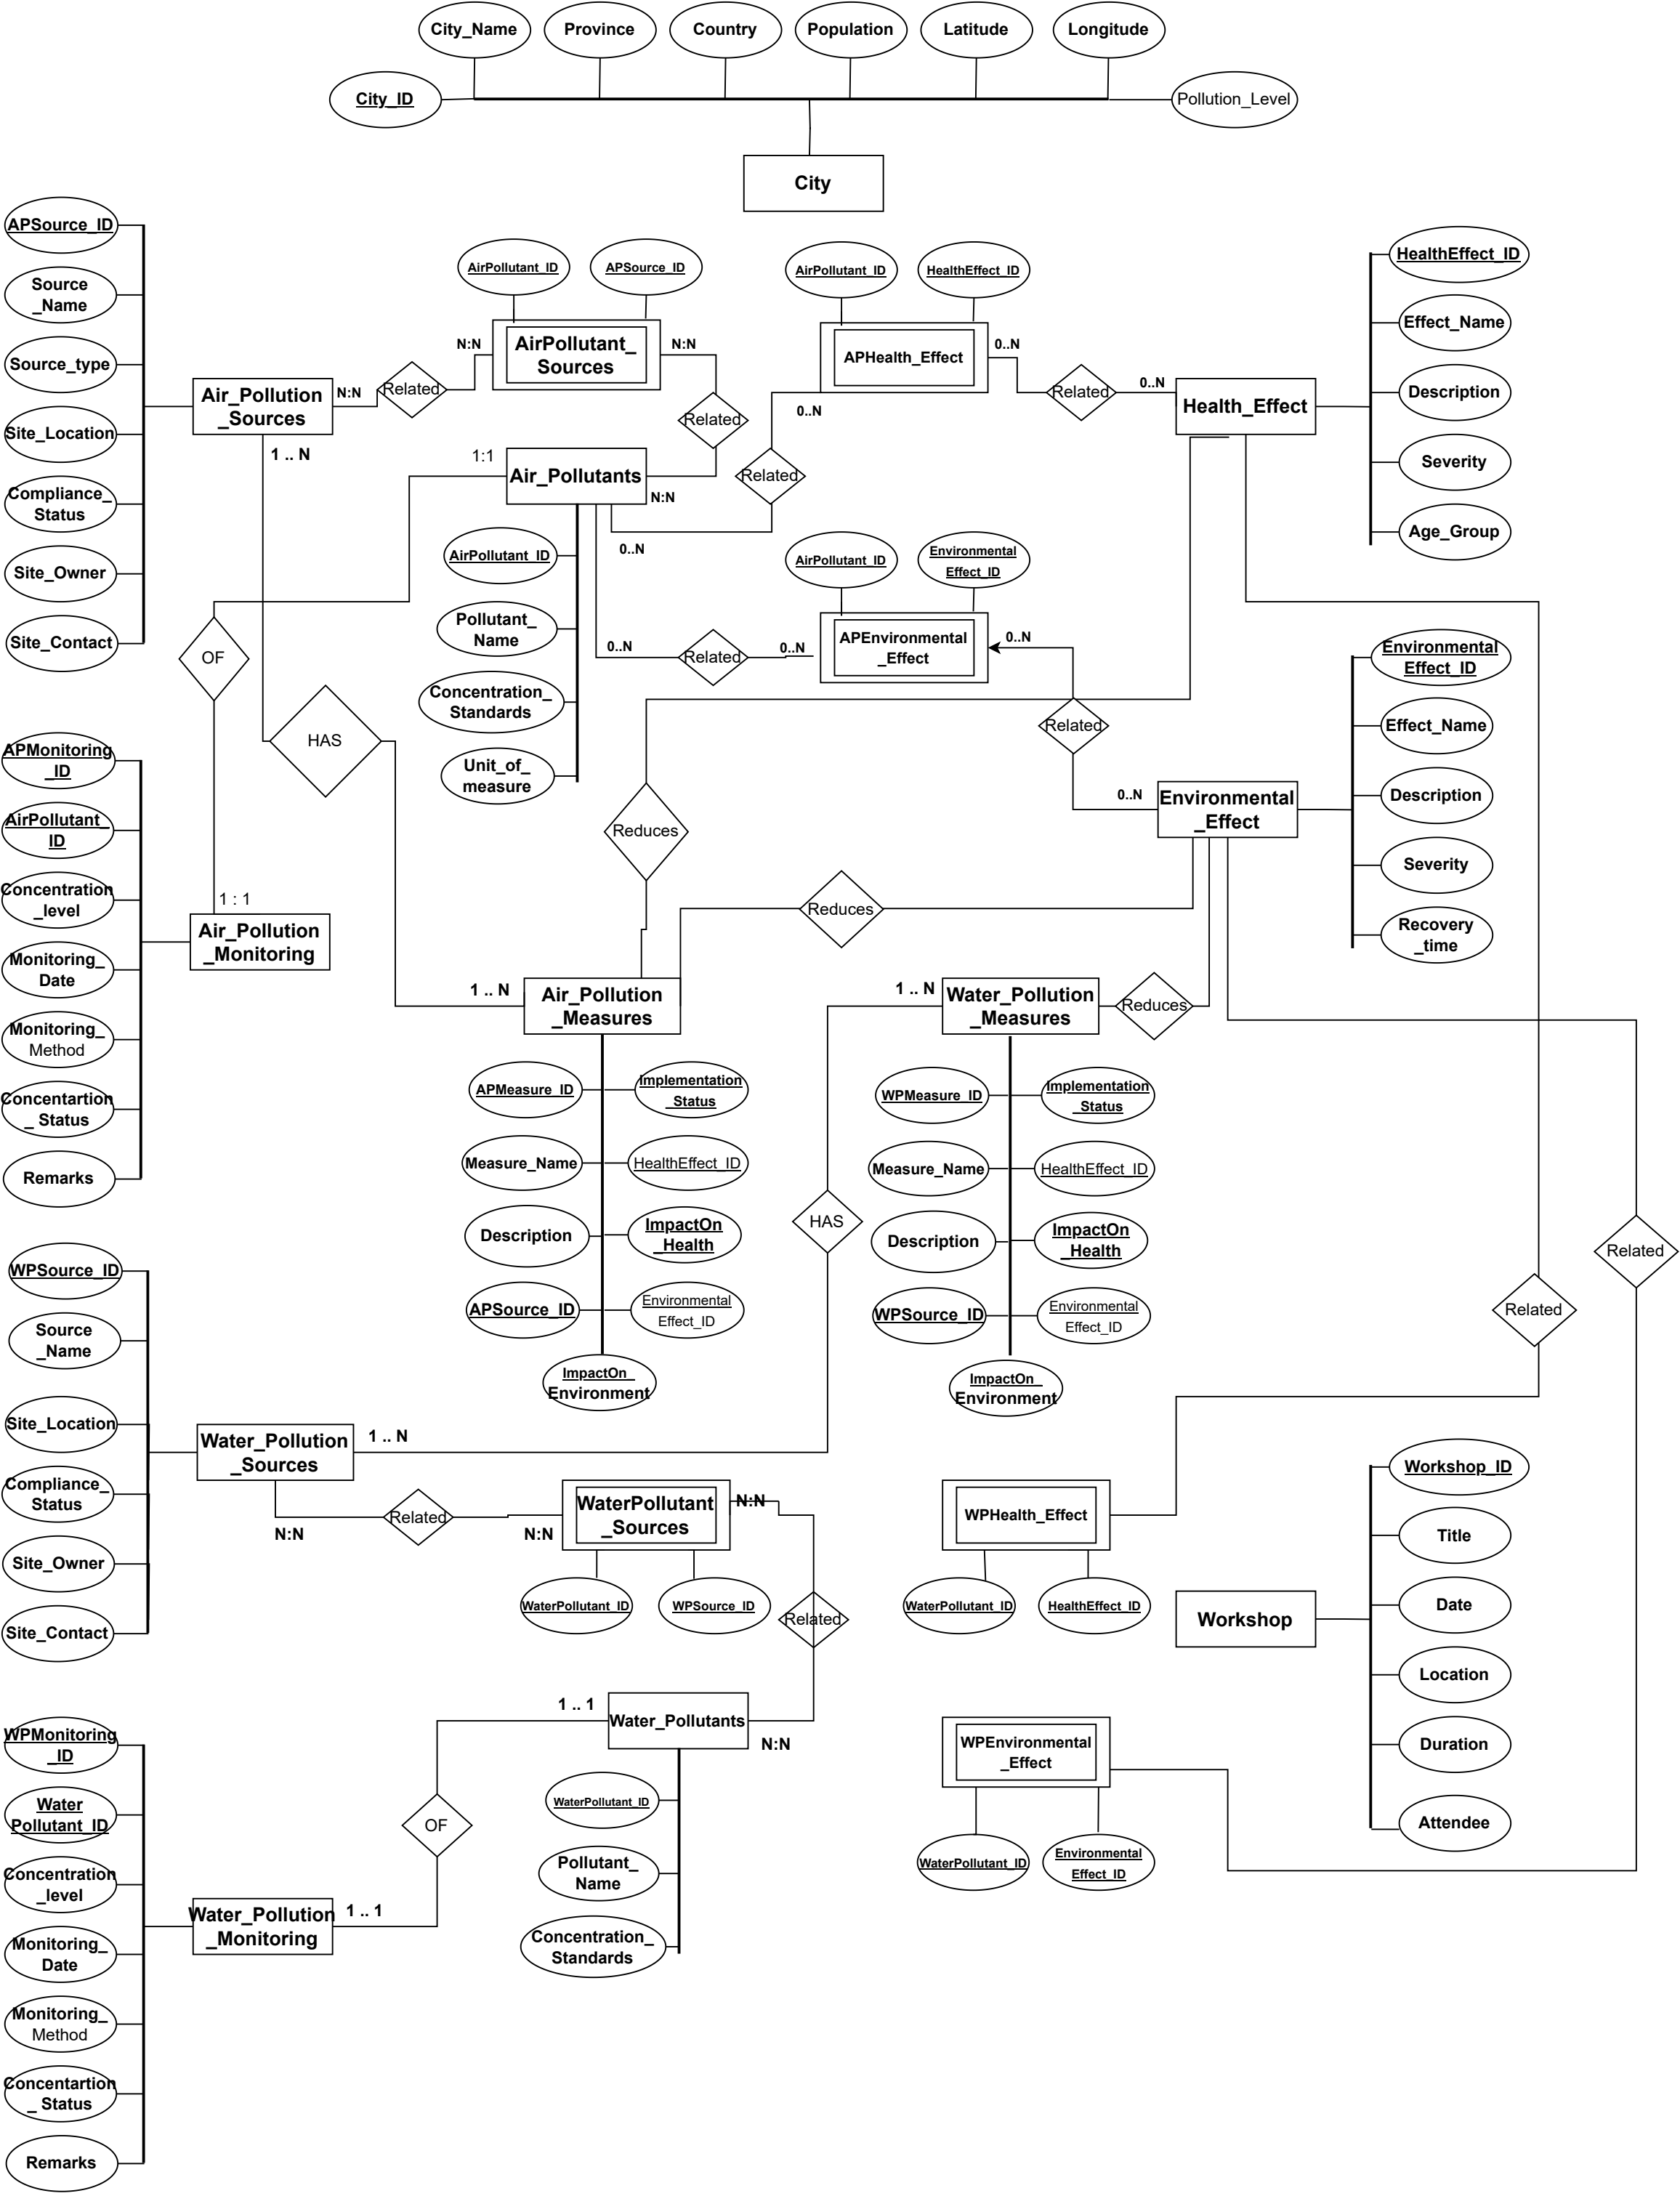 City_Name
Province
Country
Population
Latitude
Longitude
City_ID
Pollution_Level
City
APSource_ID
Source
_Name
Source_type
Site_Location
Compliance_
Status
Site_Owner
Site_Contact
Air_Pollution
_Sources
N:N
1 .. N
Related
N:N
AirPollutant_ID
APSource_ID
AirPollutant_
Sources
N:N
Related
AirPollutant_ID
HealthEffect_ID
APHealth_Effect
0..N
0..N
Related
0..N
Health_Effect
HealthEffect_ID
Effect_Name
Description
Severity
Age_Group
1:1
Air_Pollutants
N:N
Related
0..N
AirPollutant_ID
Pollutant_
Name
Concentration_
Standards
Unit_of_
measure
0..N
Related
0..N
AirPollutant_ID
Environmental
Effect_ID
APEnvironmental
_Effect
0..N
Related
0..N
Environmental
_Effect
Environmental
Effect_ID
Effect_Name
Description
Severity
Recovery
_time
OF
HAS
Reduces
Reduces
APMonitoring
_ID
AirPollutant_
ID
Concentration
_level
Monitoring_
Date
Monitoring_
Method
Concentartion
_ Status
Remarks
1 : 1
Air_Pollution
_Monitoring
1 .. N
Air_Pollution
_Measures
1 .. N
Water_Pollution
_Measures
Reduces
APMeasure_ID
Implementation
_Status
Measure_Name
HealthEffect_ID
Description
ImpactOn
_Health
APSource_ID
Environmental
Effect_ID
ImpactOn_
Environment
WPMeasure_ID
Implementation
_Status
Measure_Name
HealthEffect_ID
Description
ImpactOn
_Health
WPSource_ID
Environmental
Effect_ID
ImpactOn_
Environment
HAS
Related
Related
WPSource_ID
Source
_Name
Site_Location
Compliance_
Status
Site_Owner
Site_Contact
Water_Pollution
_Sources
1 .. N
N:N
Related
N:N
WaterPollutant
_Sources
N:N
WaterPollutant_ID
WPSource_ID
Related
WPHealth_Effect
WaterPollutant_ID
HealthEffect_ID
Workshop
Workshop_ID
Title
Date
Location
Duration
Attendee
1 .. 1
Water_Pollutants
N:N
WaterPollutant_ID
Pollutant_
Name
Concentration_
Standards
WPEnvironmental
_Effect
WaterPollutant_ID
Environmental
Effect_ID
OF
WPMonitoring
_ID
Water
Pollutant_ID
Concentration
_level
Monitoring_
Date
Monitoring_
Method
Concentartion
_ Status
Remarks
Water_Pollution
_Monitoring
1 .. 1